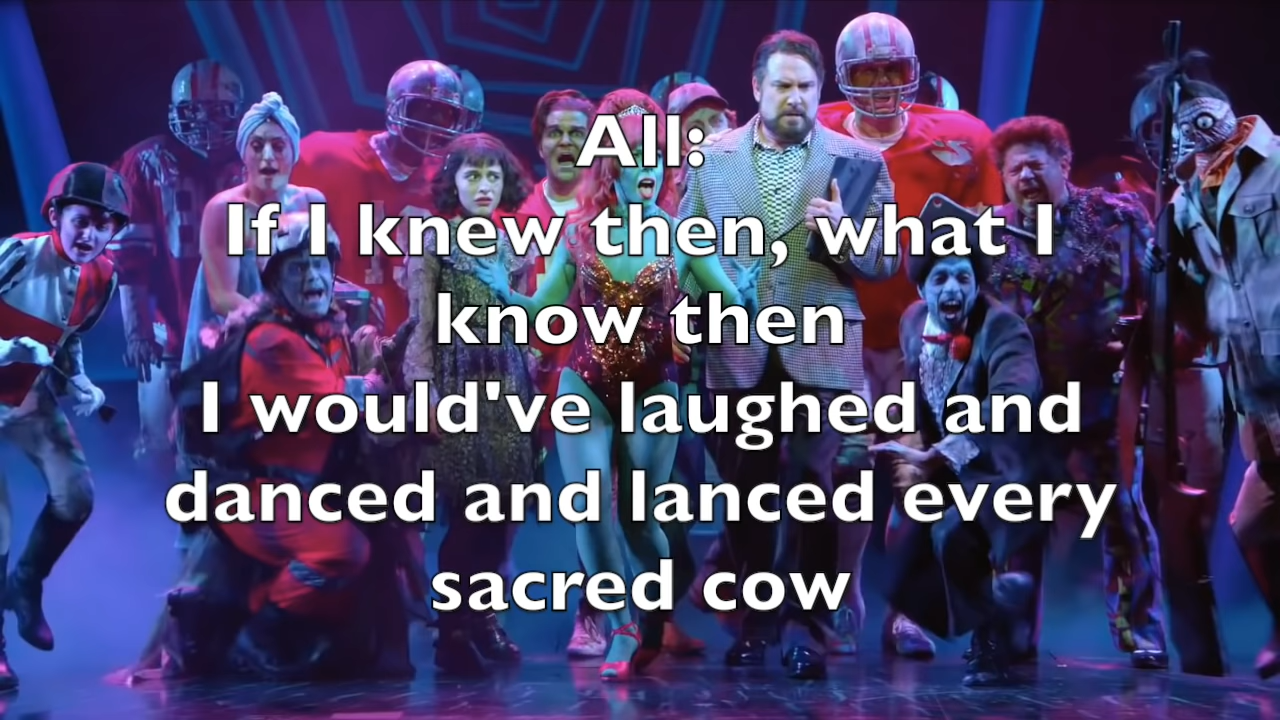 All:
If I knew then, what I
know then
I would've laughed and
danced and lanced every
sacred cow